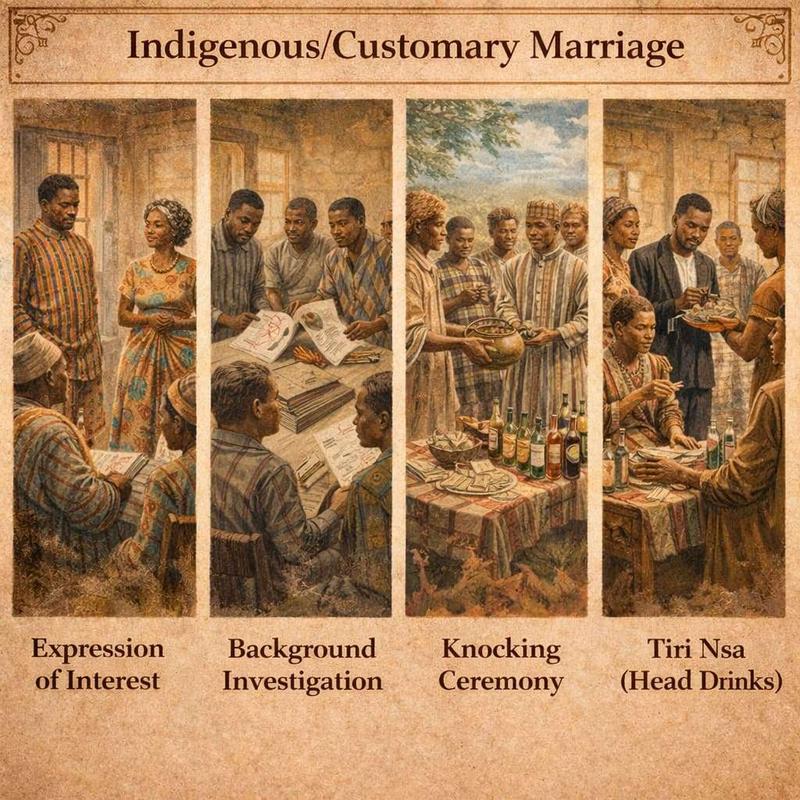 Indigenous/Customary Marriage
Expression
of Interest
Background
Investigation
Knocking
Ceremony
Tiri Nsa
(Head Drinks)